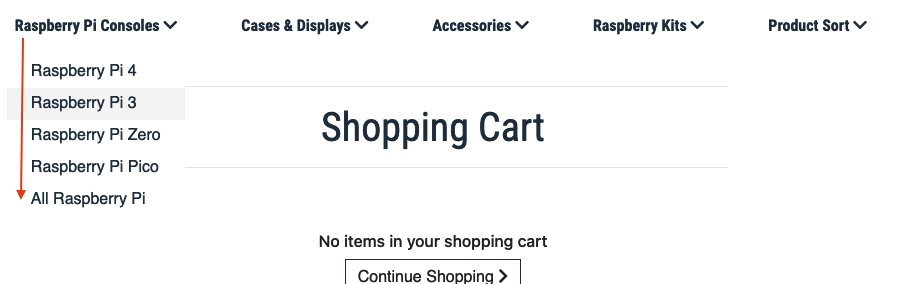 Raspberry Pi Consoles Cases & Displays Accessories Raspberry Kits Product Sort
Raspberry Pi 4
Raspberry Pi 3
Shopping Cart
Raspberry Pi Zero
Raspberry Pi Pico
All Raspberry Pi
No items in your shopping cart
Continue Shopping